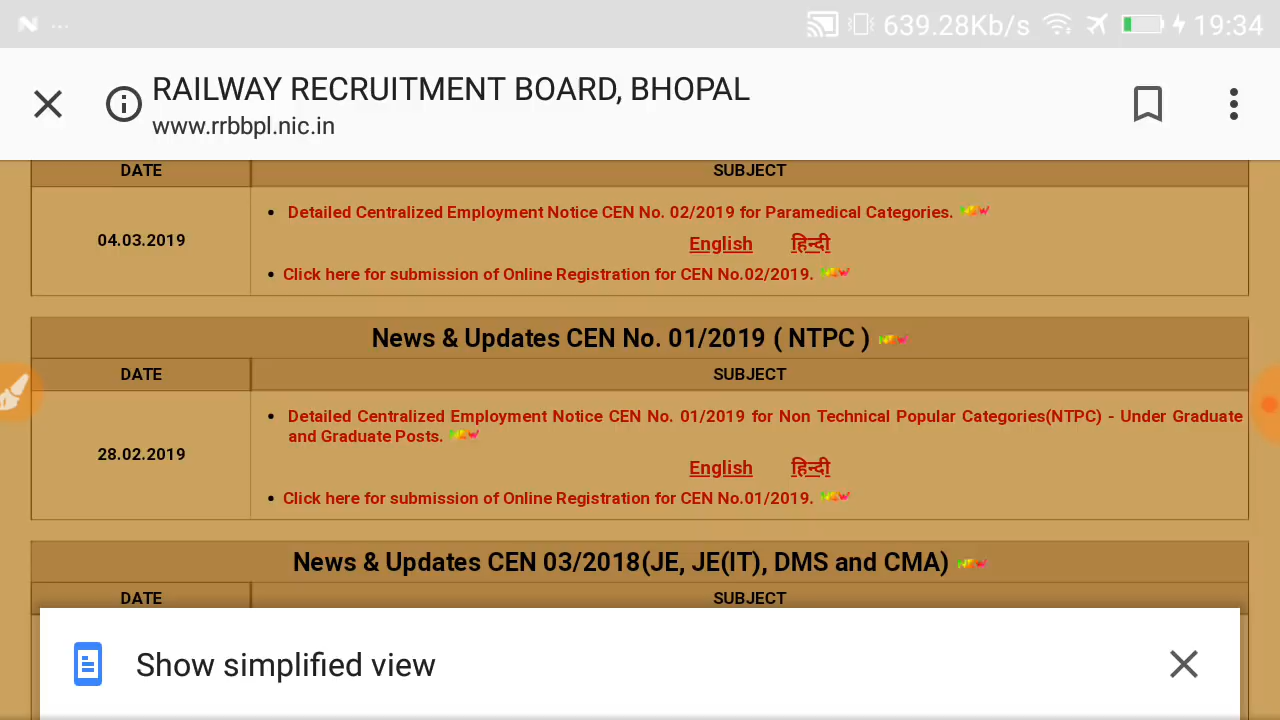 639.28Kb/s 19:34
RAILWAY RECRUITMENT BOARD, BHOPAL
www.rrbbpl.nic.in
DATE SUBJECT
Detailed Centralized Employment Notice CEN No. 02/2019 for Paramedical Categories.
04.03.2019
English हिन्दी
Click here for submission of Online Registration for CEN No.02/2019.
News & Updates CEN No. 01/2019 ( NTPC )
DATE SUBJECT
Detailed Centralized Employment Notice CEN No. 01/2019 for Non Technical Popular Categories(NTPC) - Under Graduate
and Graduate Posts.
28.02.2019
English हिन्दी
Click here for submission of Online Registration for CEN No.01/2019.
News & Updates CEN 03/2018(JE, JE(IT), DMS and CMA)
DATE SUBJECT
Show simplified view